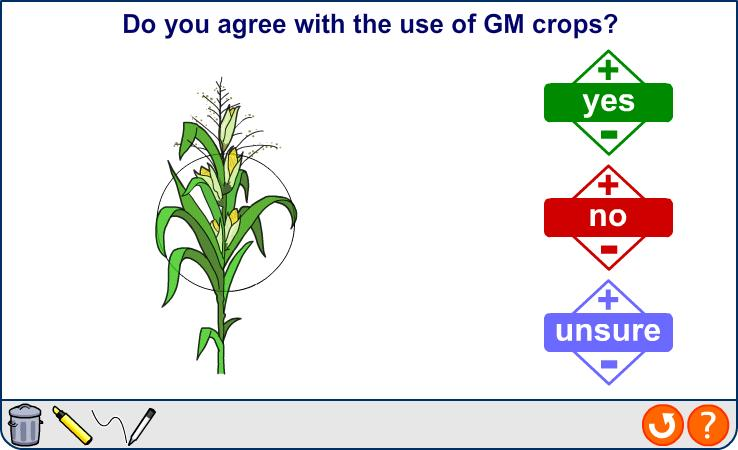 Do you agree with the use of GM crops?
+
yes
-
+
no
-
+
unsure
-
?